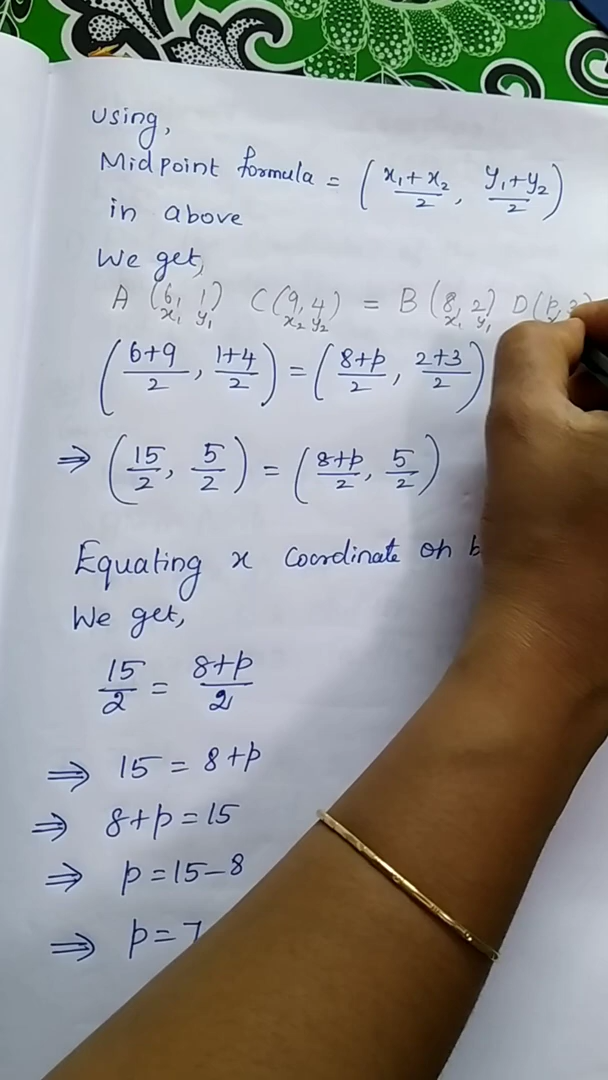 using,
Midpoint formula = ( x₁+x₂/2 , y₁+y₂/2 )
in above
We get,
A (6, 1) C(9, 4) = B (8, 2) D(p, 3)
x₁ y₁ x₂ y₂ x₁ y₁
( 6+9/2 , 1+4/2 ) = ( 8+p/2 , 2+3/2 )
⇒ ( 15/2 , 5/2 ) = ( 8+p/2 , 5/2 )
Equating x coordinate on
We get,
15/2 = 8+p/2
⇒ 15 = 8+p
⇒ 8+p = 15
⇒ p = 15-8
⇒ p = 7